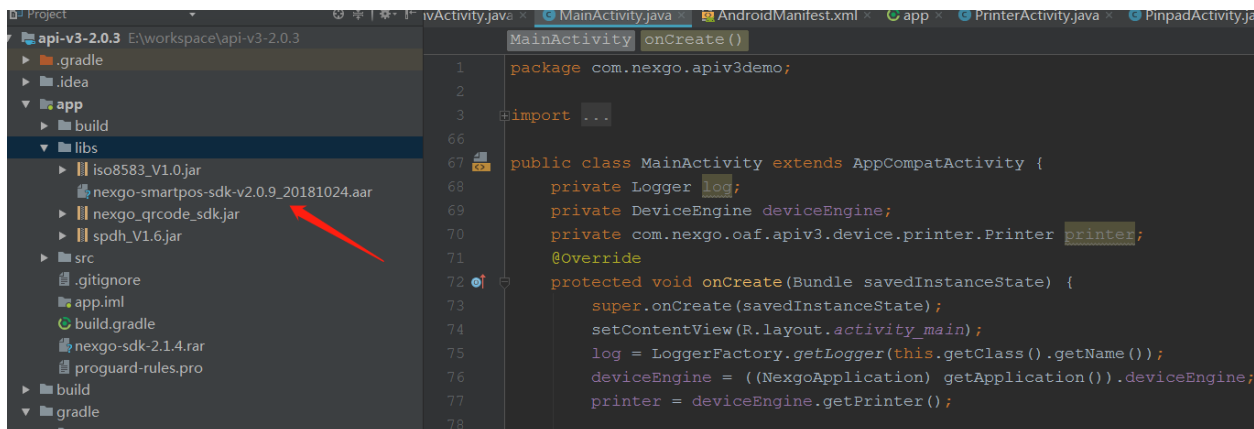 Project
ivActivity.java MainActivity.java AndroidManifest.xml app PrinterActivity.java PinpadActivity.ja
api-v3-2.0.3 E:\workspace\api-v3-2.0.3
MainActivity onCreate()
.gradle
.idea
app
build
libs
iso8583_V1.0.jar
nexgo-smartpos-sdk-v2.0.9_20181024.aar
nexgo_qrcode_sdk.jar
spdh_V1.6.jar
src
.gitignore
app.iml
build.gradle
nexgo-sdk-2.1.4.rar
proguard-rules.pro
build
gradle
1 package com.nexgo.apiv3demo;
2
3 import ...
66
67 public class MainActivity extends AppCompatActivity {
68 private Logger log;
69 private DeviceEngine deviceEngine;
70 private com.nexgo.oaf.apiv3.device.printer.Printer printer;
71 @Override
72 protected void onCreate(Bundle savedInstanceState) {
73 super.onCreate(savedInstanceState);
74 setContentView(R.layout.activity_main);
75 log = LoggerFactory.getLogger(this.getClass().getName());
76 deviceEngine = ((NexgoApplication) getApplication()).deviceEngine;
77 printer = deviceEngine.getPrinter();
78